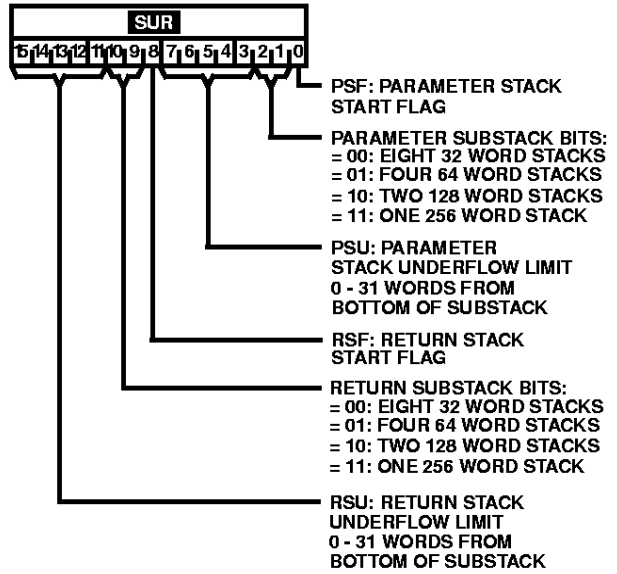 SUR
15 14 13 12 11 10 9 8 7 6 5 4 3 2 1 0
PSF: PARAMETER STACK
START FLAG
PARAMETER SUBSTACK BITS:
= 00: EIGHT 32 WORD STACKS
= 01: FOUR 64 WORD STACKS
= 10: TWO 128 WORD STACKS
= 11: ONE 256 WORD STACK
PSU: PARAMETER
STACK UNDERFLOW LIMIT
0 - 31 WORDS FROM
BOTTOM OF SUBSTACK
RSF: RETURN STACK
START FLAG
RETURN SUBSTACK BITS:
= 00: EIGHT 32 WORD STACKS
= 01: FOUR 64 WORD STACKS
= 10: TWO 128 WORD STACKS
= 11: ONE 256 WORD STACK
RSU: RETURN STACK
UNDERFLOW LIMIT
0 - 31 WORDS FROM
BOTTOM OF SUBSTACK